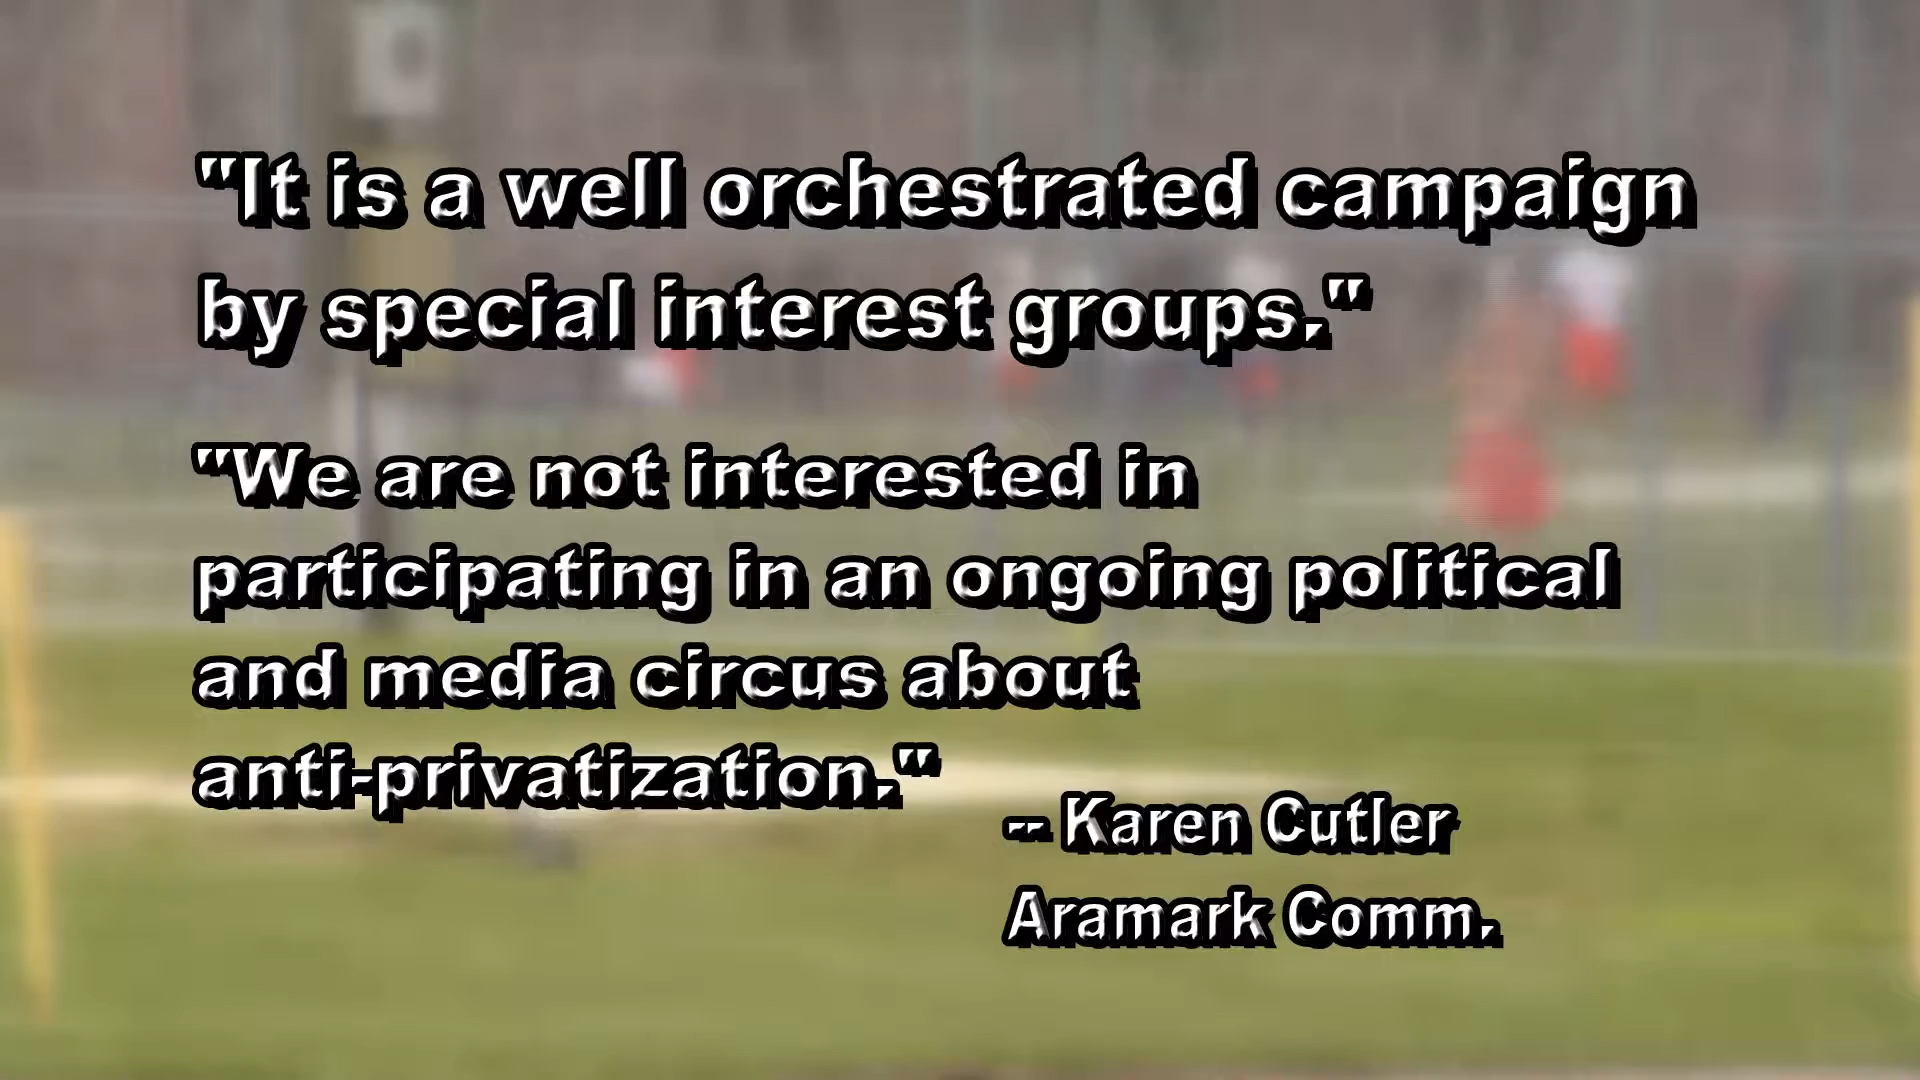 "It is a well orchestrated campaign
by special interest groups."
"We are not interested in
participating in an ongoing political
and media circus about
anti-privatization."
-- Karen Cutler
Aramark Comm.